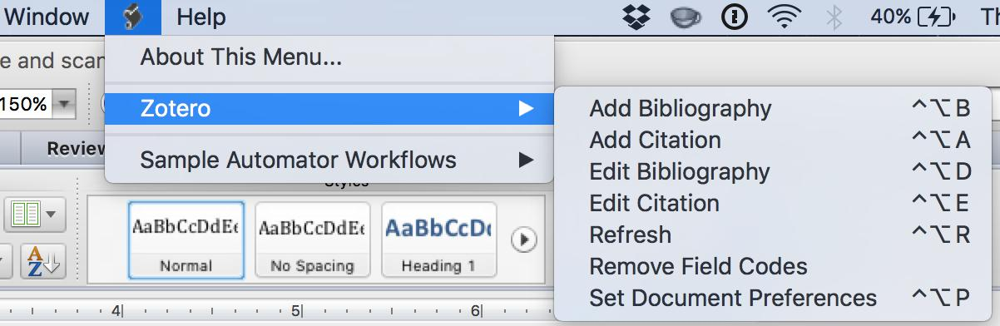 Window Help 40% Th
About This Menu...
e and scan
150%
Zotero
Add Bibliography ^⌥B
Add Citation ^⌥A
Review
Sample Automator Workflows
Edit Bibliography ^⌥D
Styles
Edit Citation ^⌥E
AaBbCcDdEe AaBbCcDdEe AaBbCcDd
Refresh ^⌥R
Normal No Spacing Heading 1
Remove Field Codes
AZ
Set Document Preferences ^⌥P
4 5 6